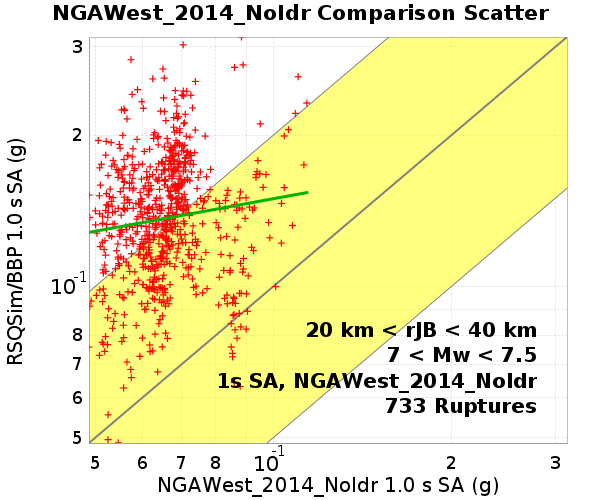 NGAWest_2014_NoIdr Comparison Scatter
RSQSim/BBP 1.0 s SA (g)
3
2
10-1
8
7
6
5
20 km < rJB < 40 km
7 < Mw < 7.5
1s SA, NGAWest_2014_NoIdr
733 Ruptures
5 6 7 8 10-1 2 3
NGAWest_2014_NoIdr 1.0 s SA (g)